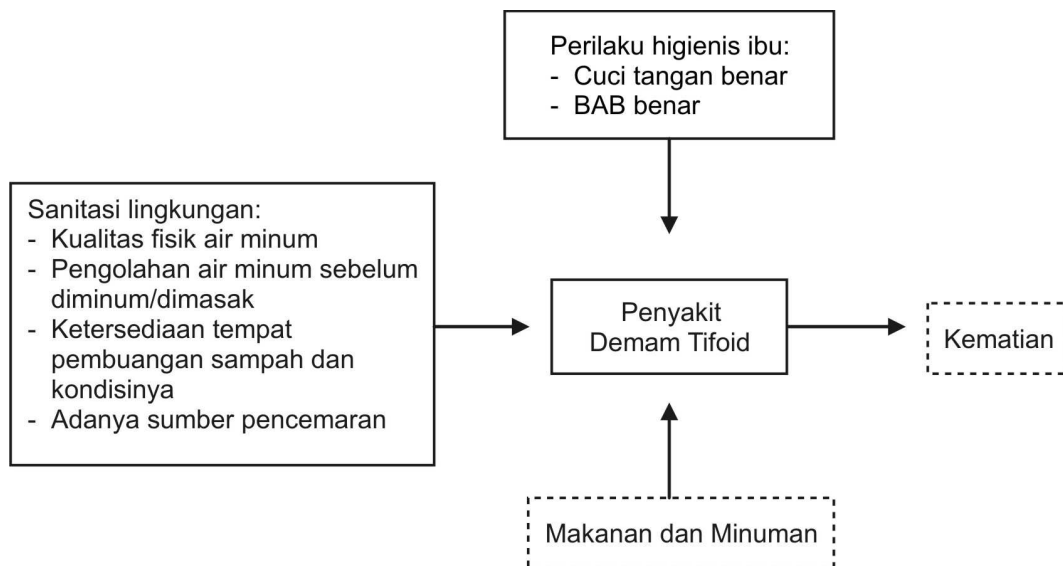 Perilaku higienis ibu:
- Cuci tangan benar
- BAB benar
Sanitasi lingkungan:
- Kualitas fisik air minum
- Pengolahan air minum sebelum
diminum/dimasak
- Ketersediaan tempat
pembuangan sampah dan
kondisinya
- Adanya sumber pencemaran
Penyakit
Demam Tifoid
Kematian
Makanan dan Minuman